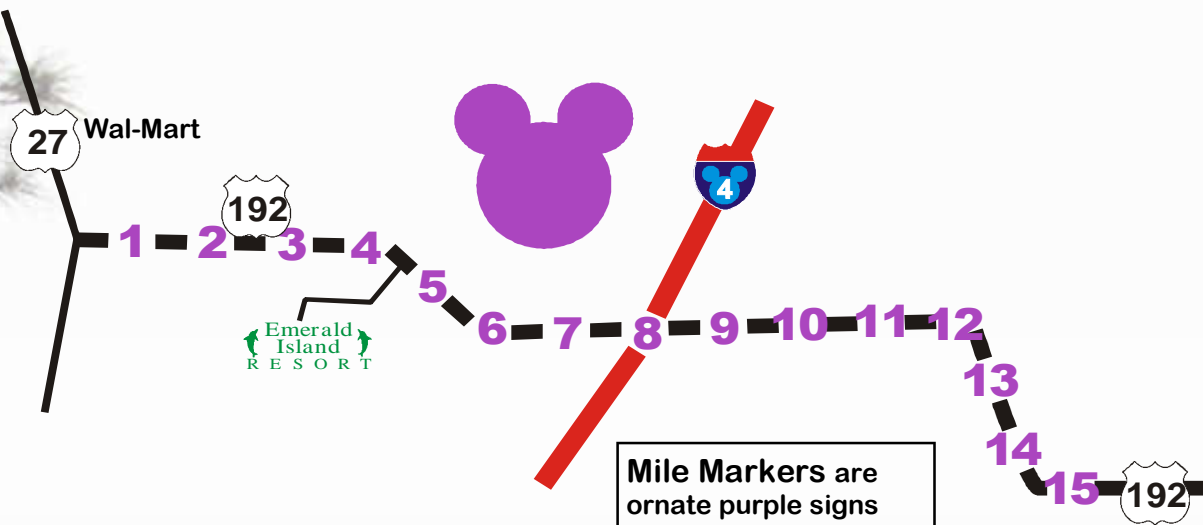 27
Wal-Mart
192
1 2 3 4
5
6 7 8 9 10 11 12
4
Emerald
Island
RESORT
13
14
15
192
Mile Markers are
ornate purple signs